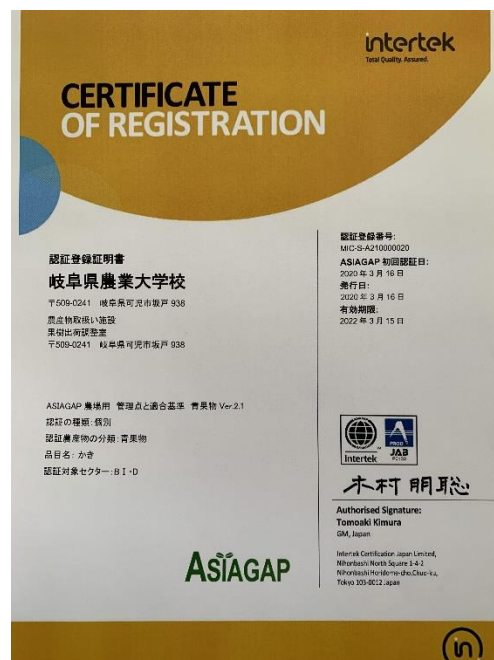 intertek
Total Quality. Assured.
CERTIFICATE
OF REGISTRATION
認証登録証明書
岐阜県農業大学校
〒509-0241 岐阜県可児市坂戸 938
農産物取扱い施設
果樹出荷調整室
〒509-0241 岐阜県可児市坂戸 938
認証登録番号:
MIC-S-A210000020
ASIAGAP 初回認証日:
2020 年 3 月 16 日
発行日:
2020 年 3 月 16 日
有効期限:
2022 年 3 月 15 日
ASIAGAP 農場用 管理点と適合基準 青果物 Ver.2.1
認証の種類:個別
認証農産物の分類:青果物
品目名: かき
認証対象セクター:BⅠ・D
Intertek
PROD
JAB
木村 明聡
Authorised Signature:
Tomoaki Kimura
GM, Japan
Intertek Certification Japan Limited,
Nihonbashi North Square 1-4-2
Nihonbashi Horidome-cho,Chuo-ku,
Tokyo 103-0012 Japan
ASIAGAP
in